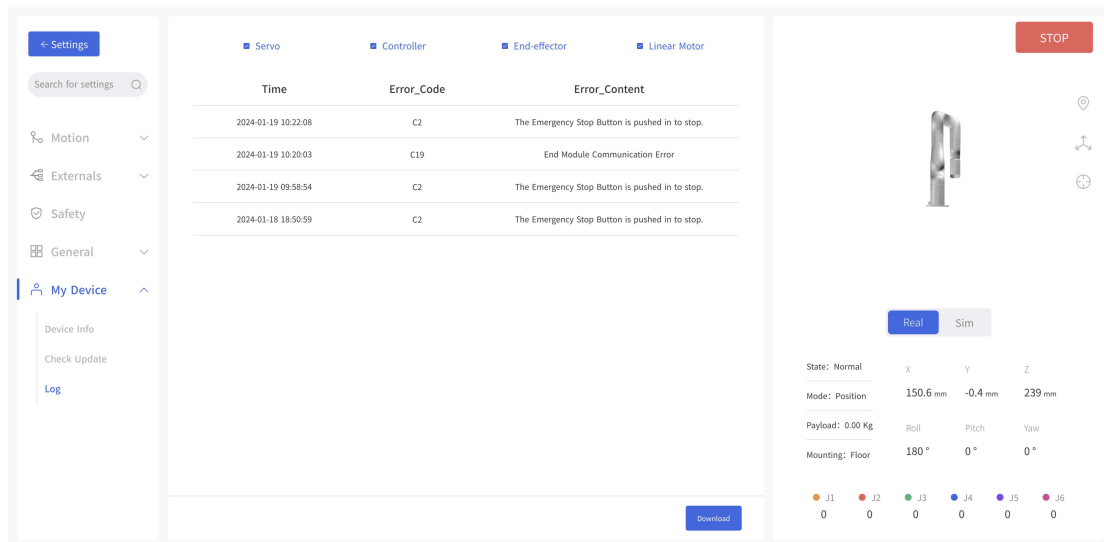 ← Settings
Search for settings
Motion
Externals
Safety
General
My Device
Device Info
Check Update
Log
Servo Controller End-effector Linear Motor
Time Error_Code Error_Content
2024-01-19 10:22:08 C2 The Emergency Stop Button is pushed in to stop.
2024-01-19 10:20:03 C19 End Module Communication Error
2024-01-19 09:58:54 C2 The Emergency Stop Button is pushed in to stop.
2024-01-18 18:50:59 C2 The Emergency Stop Button is pushed in to stop.
Download
STOP
Real Sim
State: Normal
Mode: Position
Payload: 0.00 Kg
Mounting: Floor
X Y Z
150.6 mm -0.4 mm 239 mm
Roll Pitch Yaw
180 ° 0 ° 0 °
J1 J2 J3 J4 J5 J6
0 0 0 0 0 0